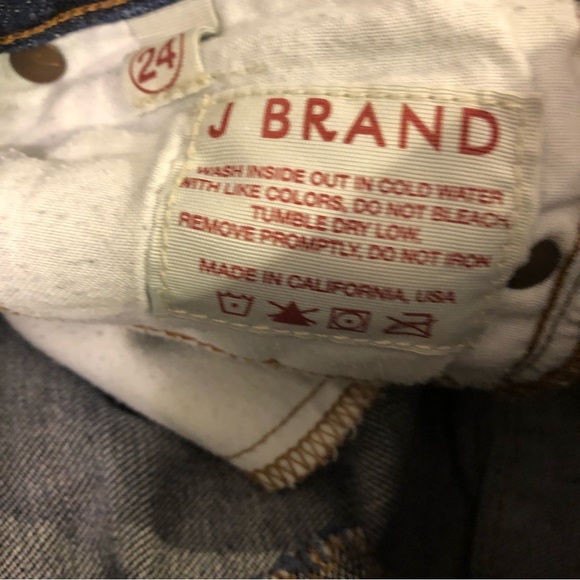 24
J BRAND
WASH INSIDE OUT IN COLD WATER
WITH LIKE COLORS, DO NOT BLEACH
TUMBLE DRY LOW.
REMOVE PROMPTLY, DO NOT IRON
MADE IN CALIFORNIA, USA